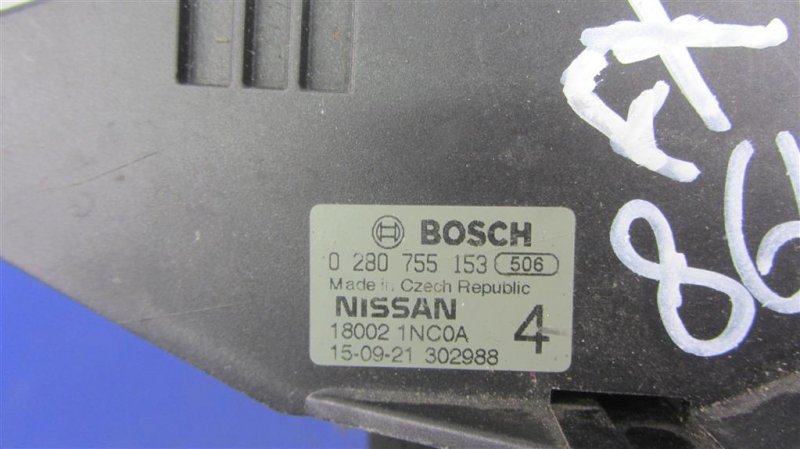 BOSCH
0 280 755 153 506
Made in Czech Republic
NISSAN
18002 1NC0A 4
15-09-21 302988